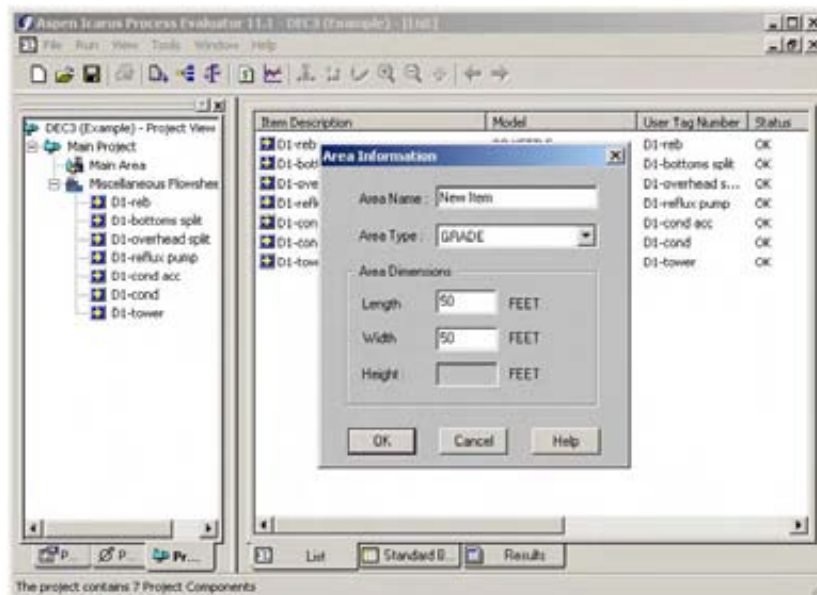 Aspen Icarus Process Evaluator 11.1 - DEC3 (Example) - [List]
File Run View Tools Window Help
DEC3 (Example) - Project View
Main Project
Main Area
Miscellaneous Flowshee
D1-reb
D1-bottoms split
D1-overhead split
D1-reflux pump
D1-cond acc
D1-cond
D1-tower
P...
P...
Pr...
Item Description Model User Tag Number Status
D1-reb D1-reb OK
D1-bott D1-bottoms split OK
D1-ove D1-overhead s... OK
D1-refl D1-reflux pump OK
D1-con D1-cond acc OK
D1-con D1-cond OK
D1-tow D1-tower OK
Area Information
Area Name : New Item
Area Type : GRADE
Area Dimensions
Length 50 FEET
Width 50 FEET
Height FEET
OK Cancel Help
List Standard B... Results
The project contains 7 Project Components